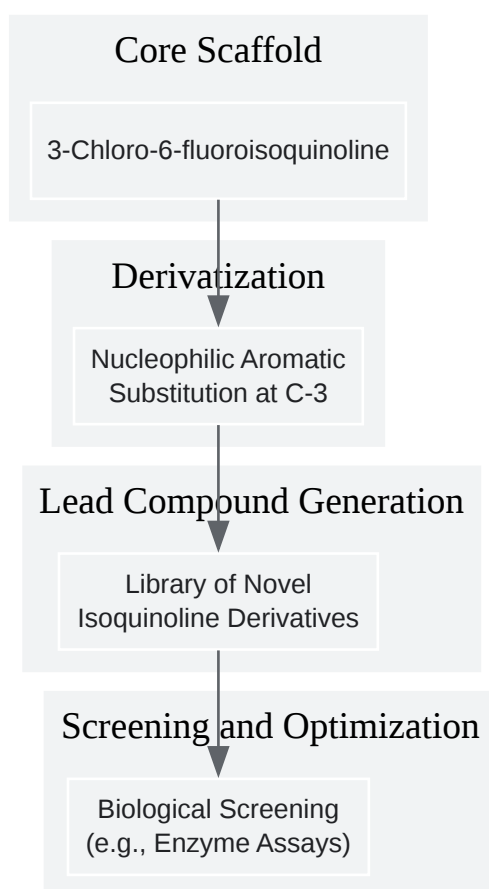 Core Scaffold
3-Chloro-6-fluoroisoquinoline
Derivatization
Nucleophilic Aromatic
Substitution at C-3
Lead Compound Generation
Library of Novel
Isoquinoline Derivatives
Screening and Optimization
Biological Screening
(e.g., Enzyme Assays)